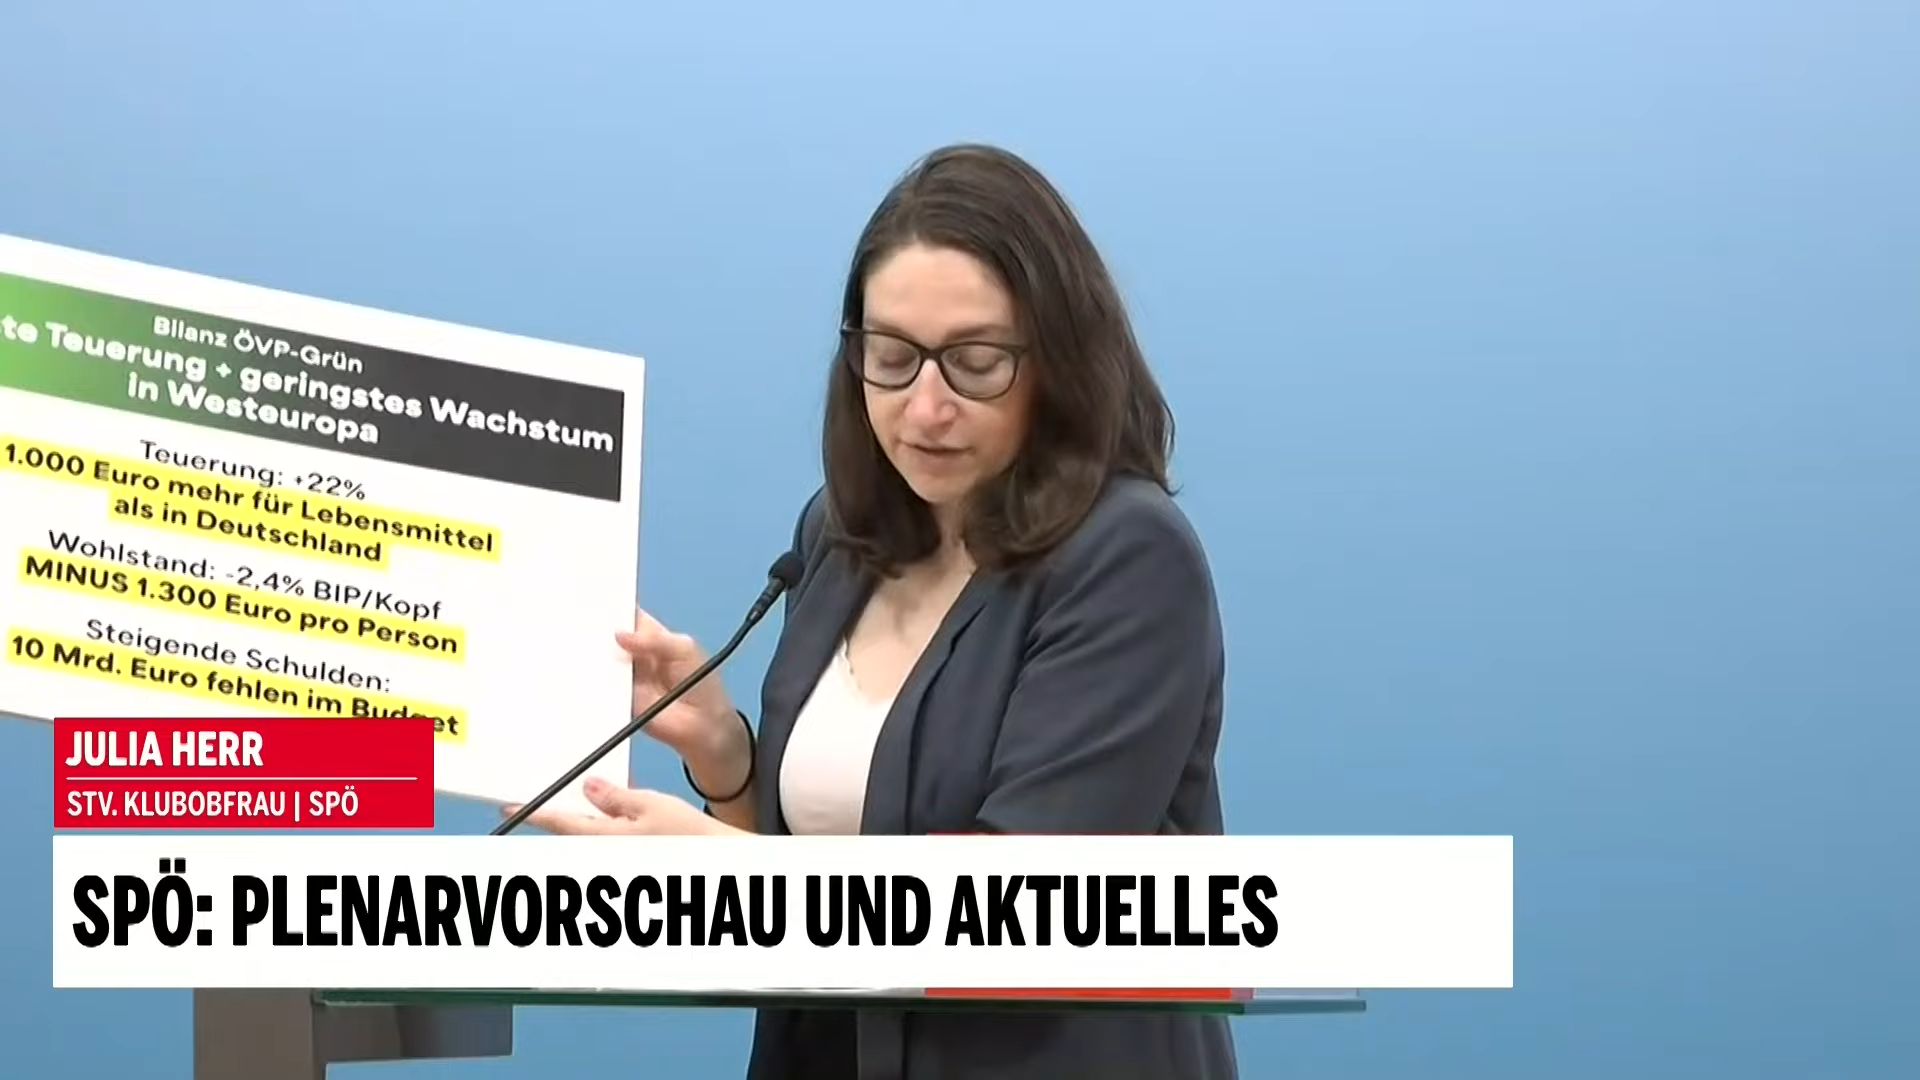 Bilanz ÖVP-Grün
te Teuerung + geringstes Wachstum
in Westeuropa
Teuerung: +22%
1.000 Euro mehr für Lebensmittel
als in Deutschland
Wohlstand: -2,4% BIP/Kopf
MINUS 1.300 Euro pro Person
Steigende Schulden:
10 Mrd. Euro fehlen im Budget
JULIA HERR
STV. KLUBOBFRAU | SPÖ
SPÖ: PLENARVORSCHAU UND AKTUELLES